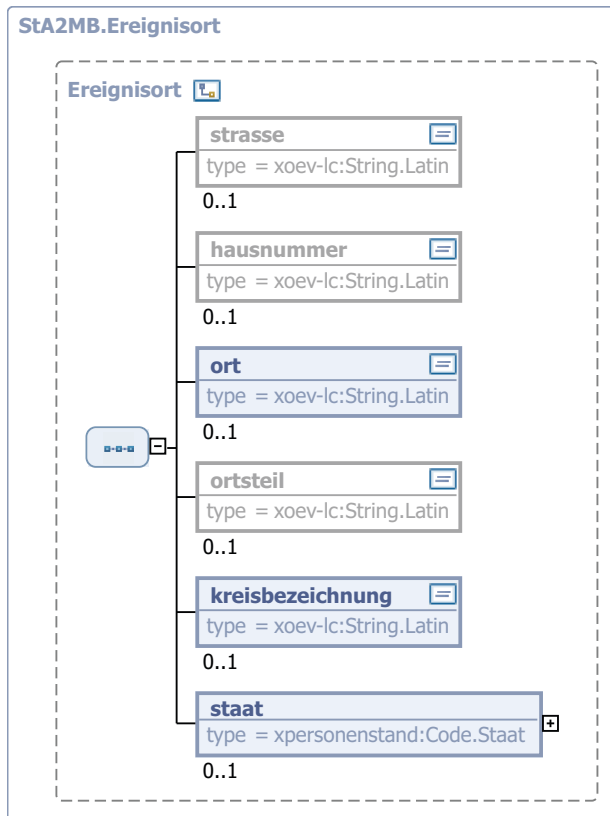 StA2MB.Ereignisort
Ereignisort
strasse
type = xoev-lc:String.Latin
0..1
hausnummer
type = xoev-lc:String.Latin
0..1
ort
type = xoev-lc:String.Latin
0..1
ortsteil
type = xoev-lc:String.Latin
0..1
kreisbezeichnung
type = xoev-lc:String.Latin
0..1
staat
type = xpersonenstand:Code.Staat
0..1